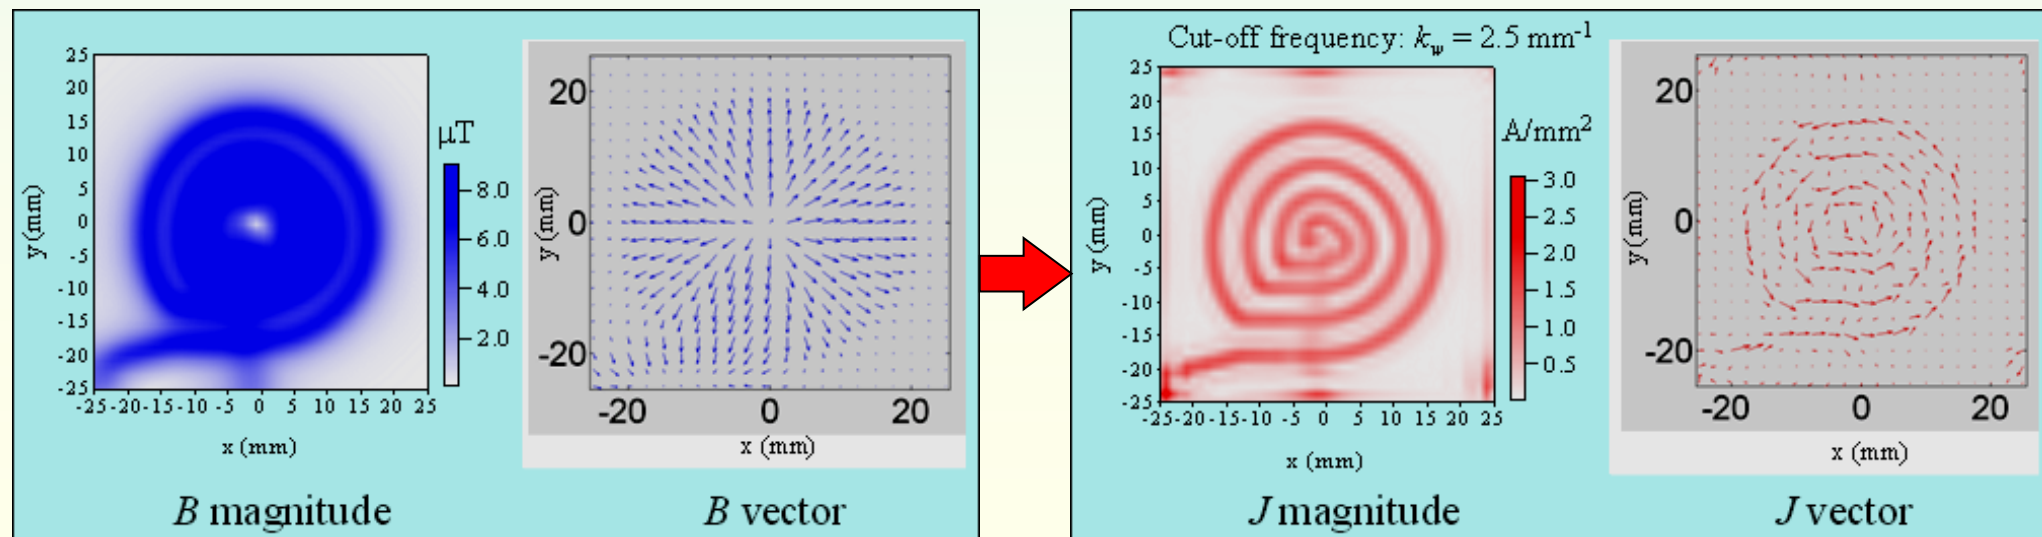 25
20
15
10
5
0
-5
-10
-15
-20
-25
-25 -20 -15 -10 -5 0 5 10 15 20 25
y (mm)
x (mm)
μT
8.0
6.0
4.0
2.0
B magnitude
20
0
-20
-20 0 20
y (mm)
x (mm)
B vector
Cut-off frequency: kw = 2.5 mm-1
25
20
15
10
5
0
-5
-10
-15
-20
-25
-25 -20 -15 -10 -5 0 5 10 15 20 25
y (mm)
x (mm)
A/mm2
3.0
2.5
2.0
1.5
1.0
0.5
J magnitude
20
0
-20
-20 0 20
y (mm)
x (mm)
J vector